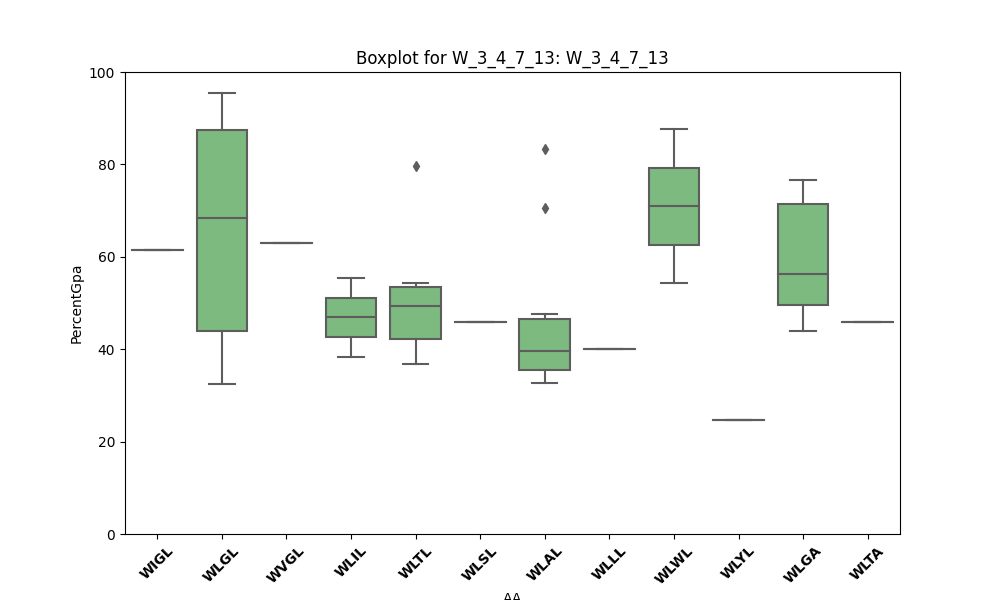 Boxplot for W_3_4_7_13: W_3_4_7_13
100
80
60
40
20
0
PercentGpa
WIGL
WLGL
WVGL
WLIL
WLTL
WLSL
WLAL
WLLL
WLWL
WLYL
WLGA
WLTA
AA